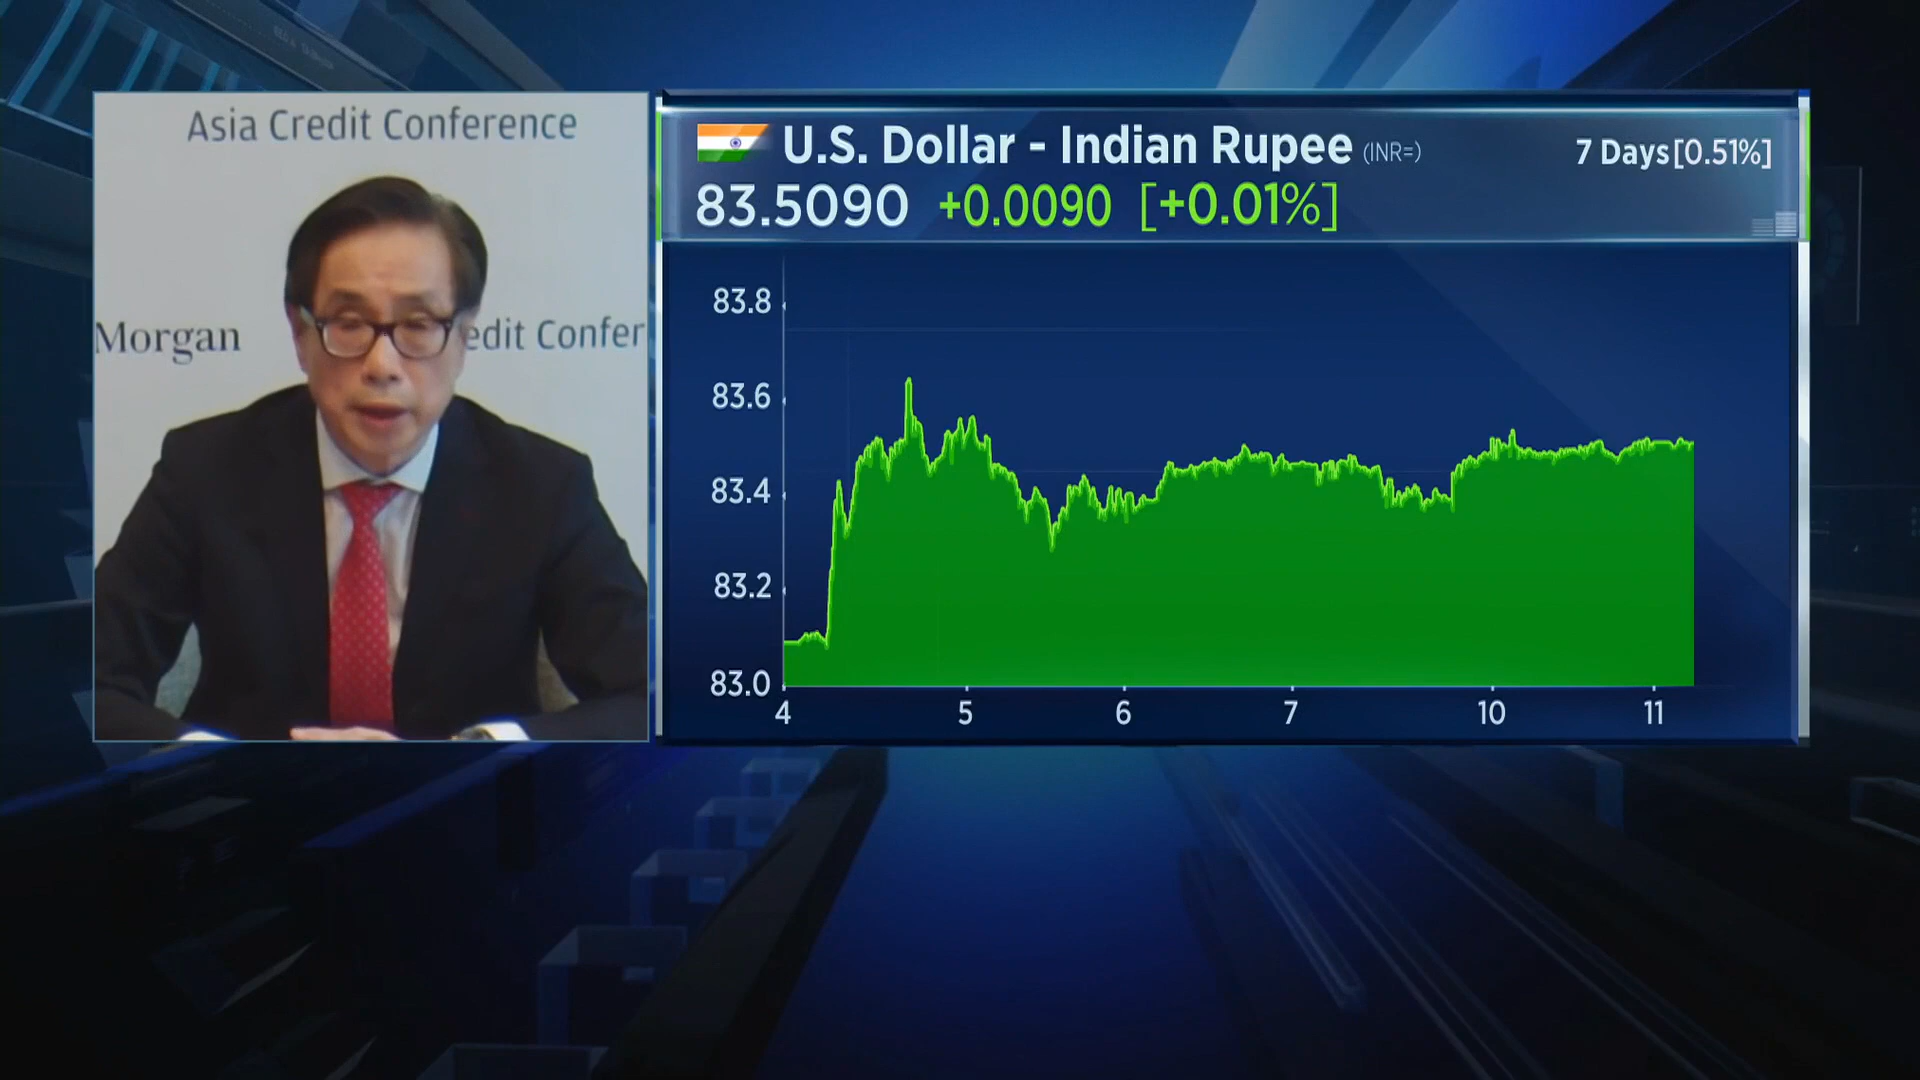 Asia Credit Conference
Morgan
edit Confer
U.S. Dollar - Indian Rupee (INR=)
7 Days [0.51%]
83.5090 +0.0090 [+0.01%]
83.8
83.6
83.4
83.2
83.0
4 5 6 7 10 11